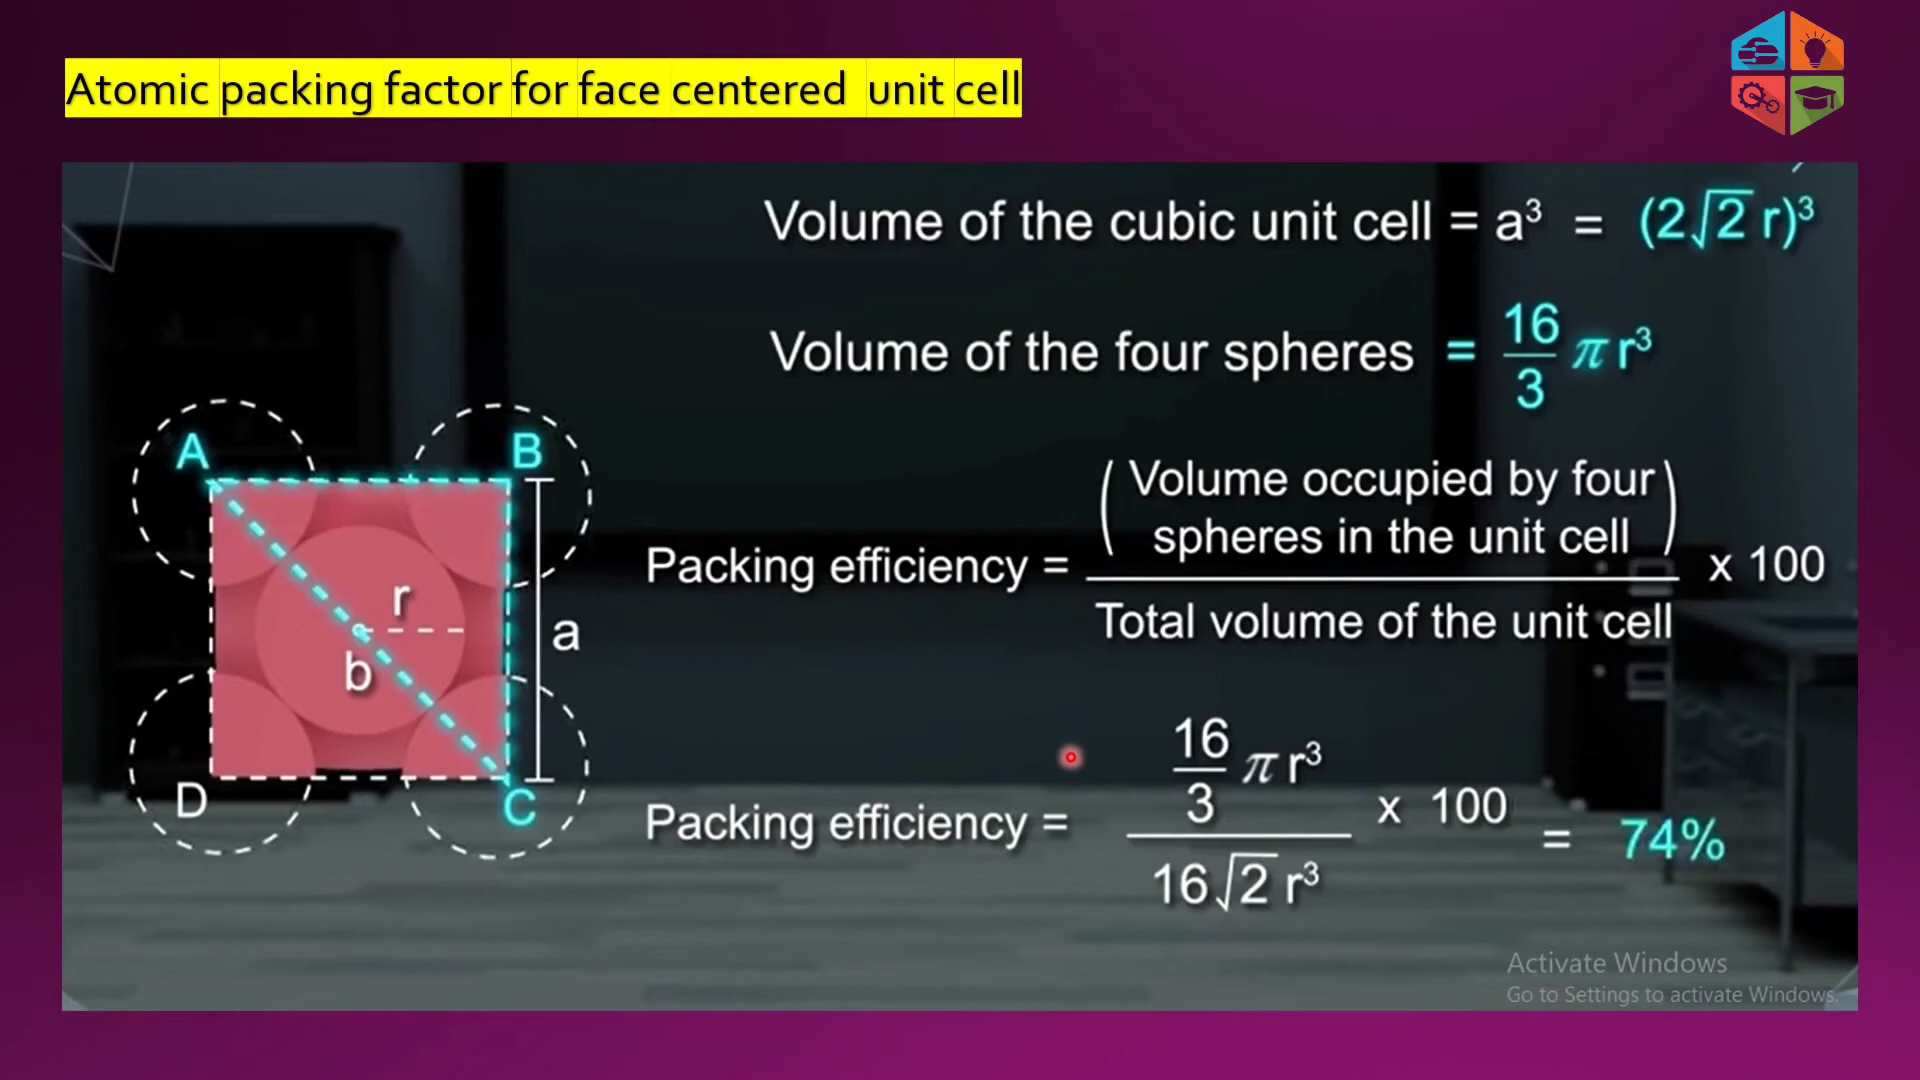 Atomic packing factor for face centered unit cell
Volume of the cubic unit cell = a³ = (2√2 r)³
Volume of the four spheres = 16/3 π r³
A
B
r
b
a
D
C
Packing efficiency = (Volume occupied by four spheres in the unit cell) / Total volume of the unit cell x 100
Packing efficiency = 16/3 π r³ / 16√2 r³ x 100 = 74%
Activate Windows
Go to Settings to activate Windows.